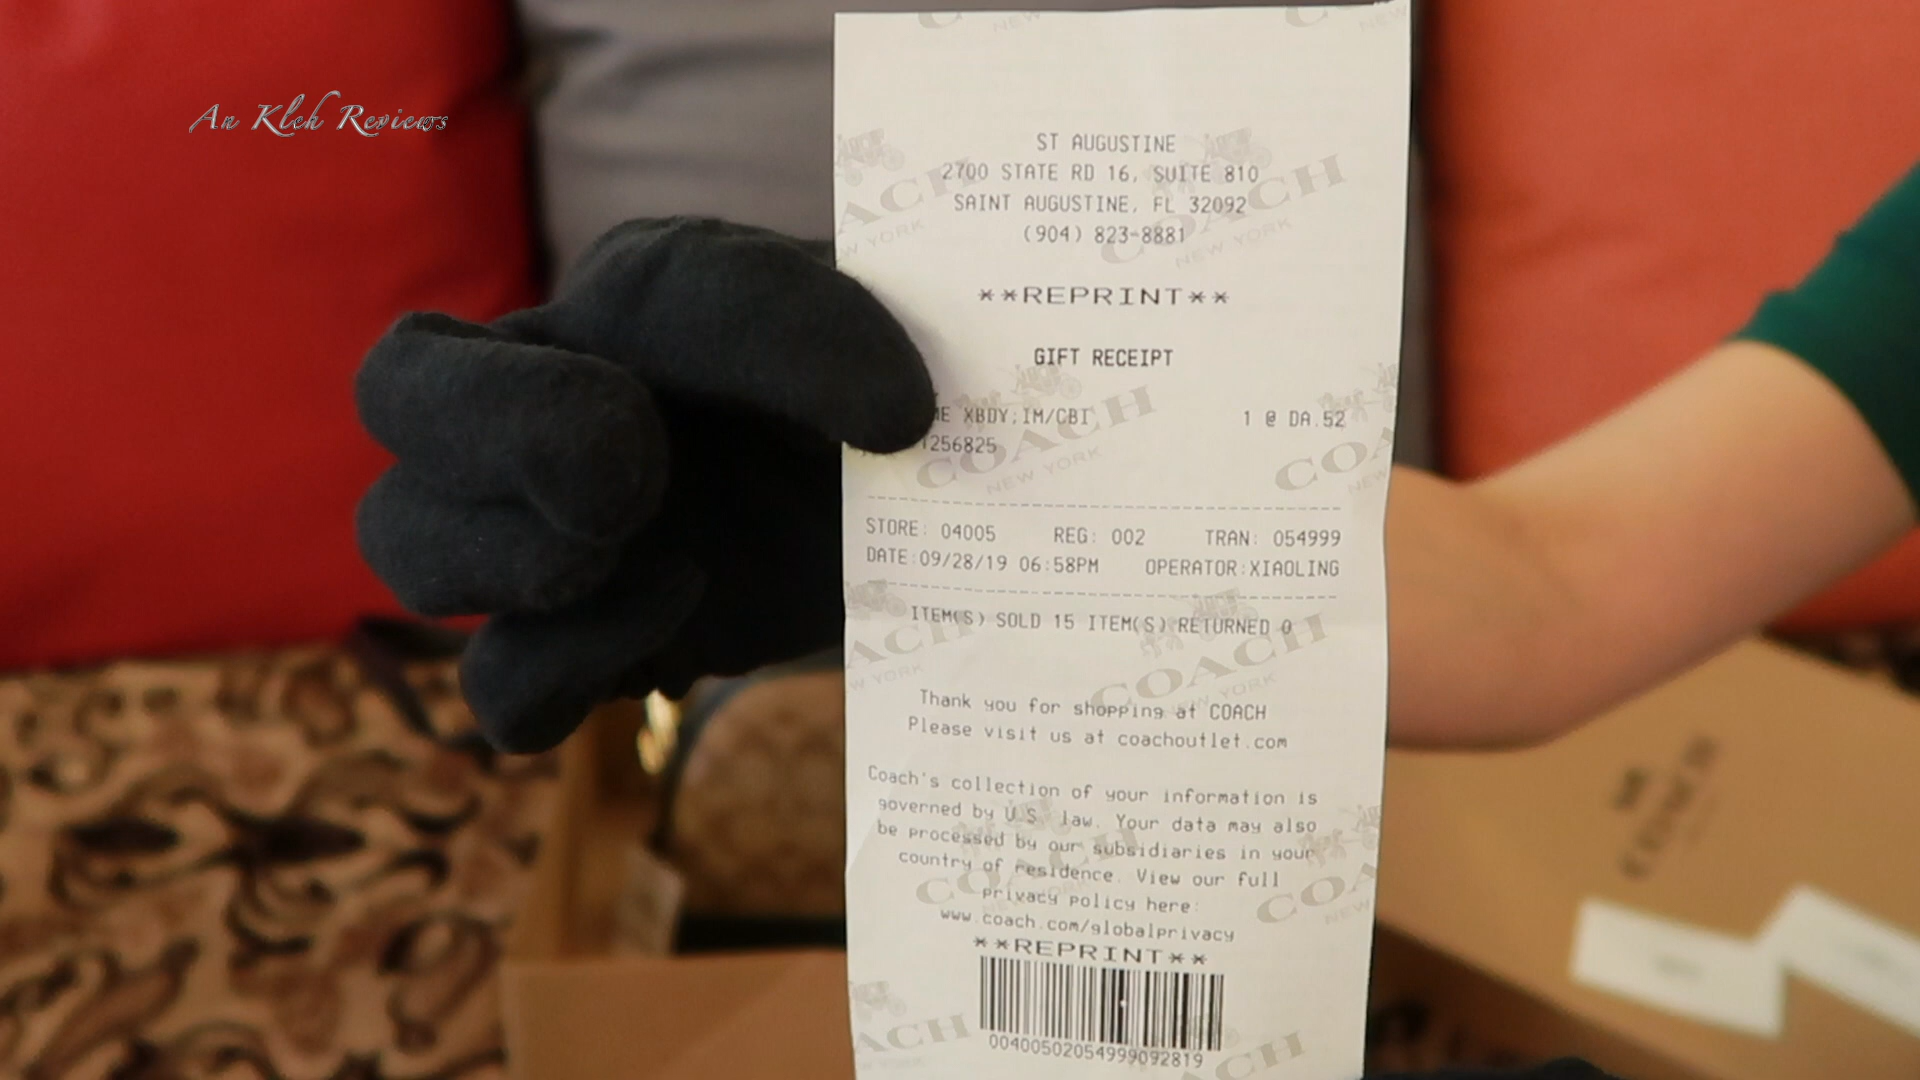 An Kleh Reviews
ST AUGUSTINE
2700 STATE RD 16, SUITE 810
SAINT AUGUSTINE, FL 32092
(904) 823-8881
**REPRINT**
GIFT RECEIPT
XBDY;IM/CBI 1 @ DA.52
1256825
STORE: 04005 REG: 002 TRAN: 054999
DATE:09/28/19 06:58PM OPERATOR:XIAOLING
ITEM(S) SOLD 15 ITEM(S) RETURNED 0
Thank you for shopping at COACH
Please visit us at coachoutlet.com
Coach's collection of your information is
governed by U.S. law. Your data may also
be processed by our subsidiaries in your
country of residence. View our full
privacy policy here:
www.coach.com/globalprivacy
**REPRINT**
00400502054999092819
COACH
NEW YORK
COACH